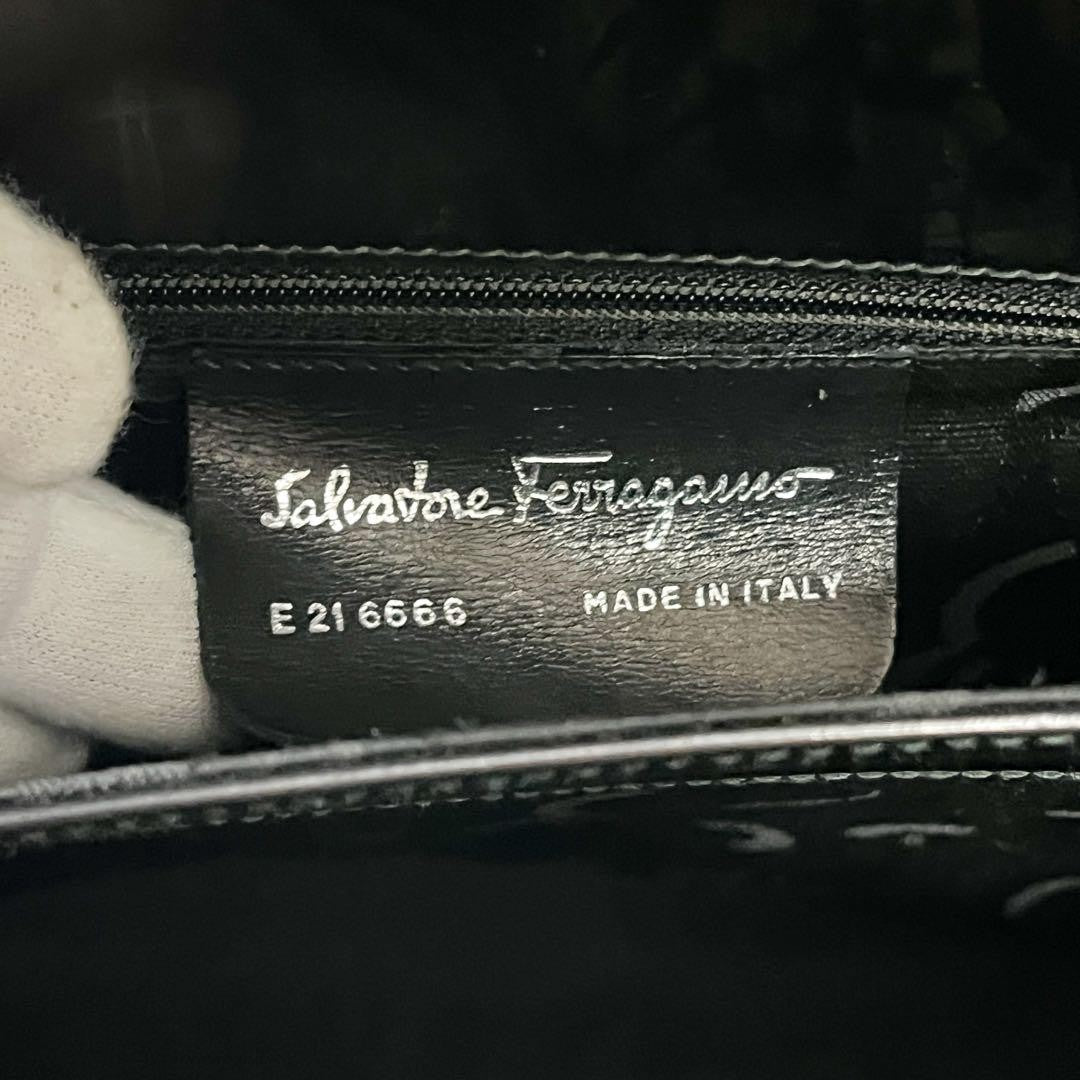 Salvatore Ferragamo
E 21 6666
MADE IN ITALY